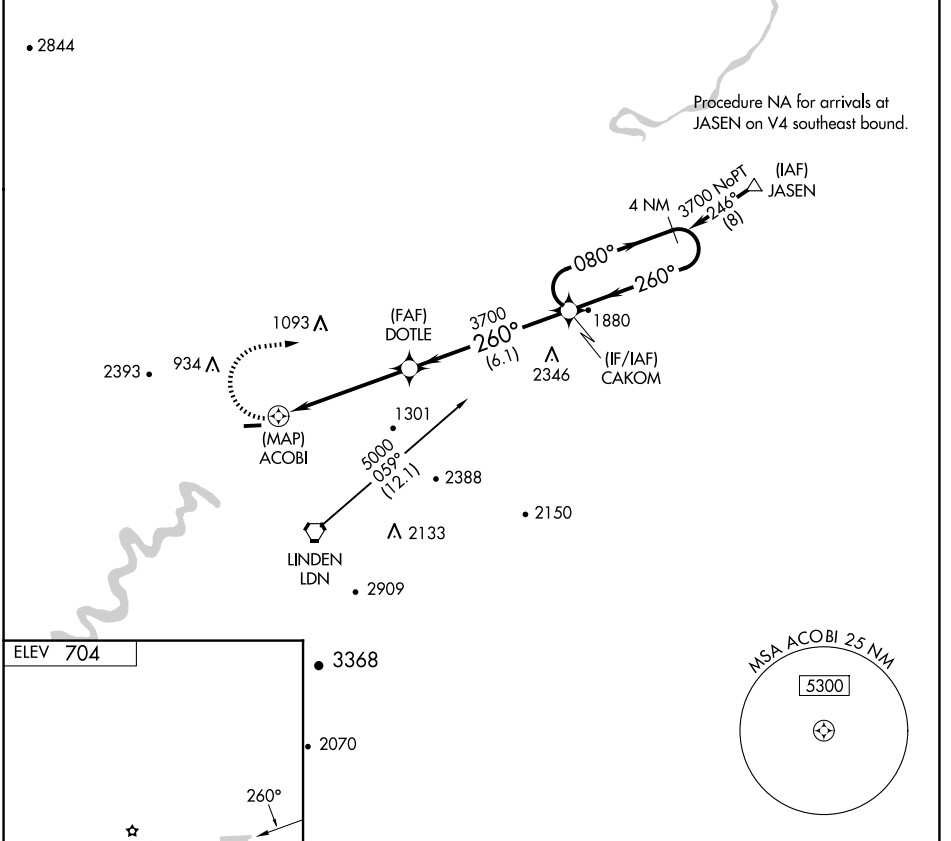 2844
Procedure NA for arrivals at
JASEN on V4 southeast bound.
(IAF)
JASEN
3700 NoPT
246°
(8)
4 NM
080°
260°
1880
(IF/IAF)
CAKOM
2346
3700
260°
(6.1)
(FAF)
DOTLE
1093
934
2393
(MAP)
ACOBI
1301
5000
059°
(12.1)
2388
2150
2133
LINDEN
LDN
2909
ELEV 704
3368
2070
260°
MSA ACOBI 25 NM
5300